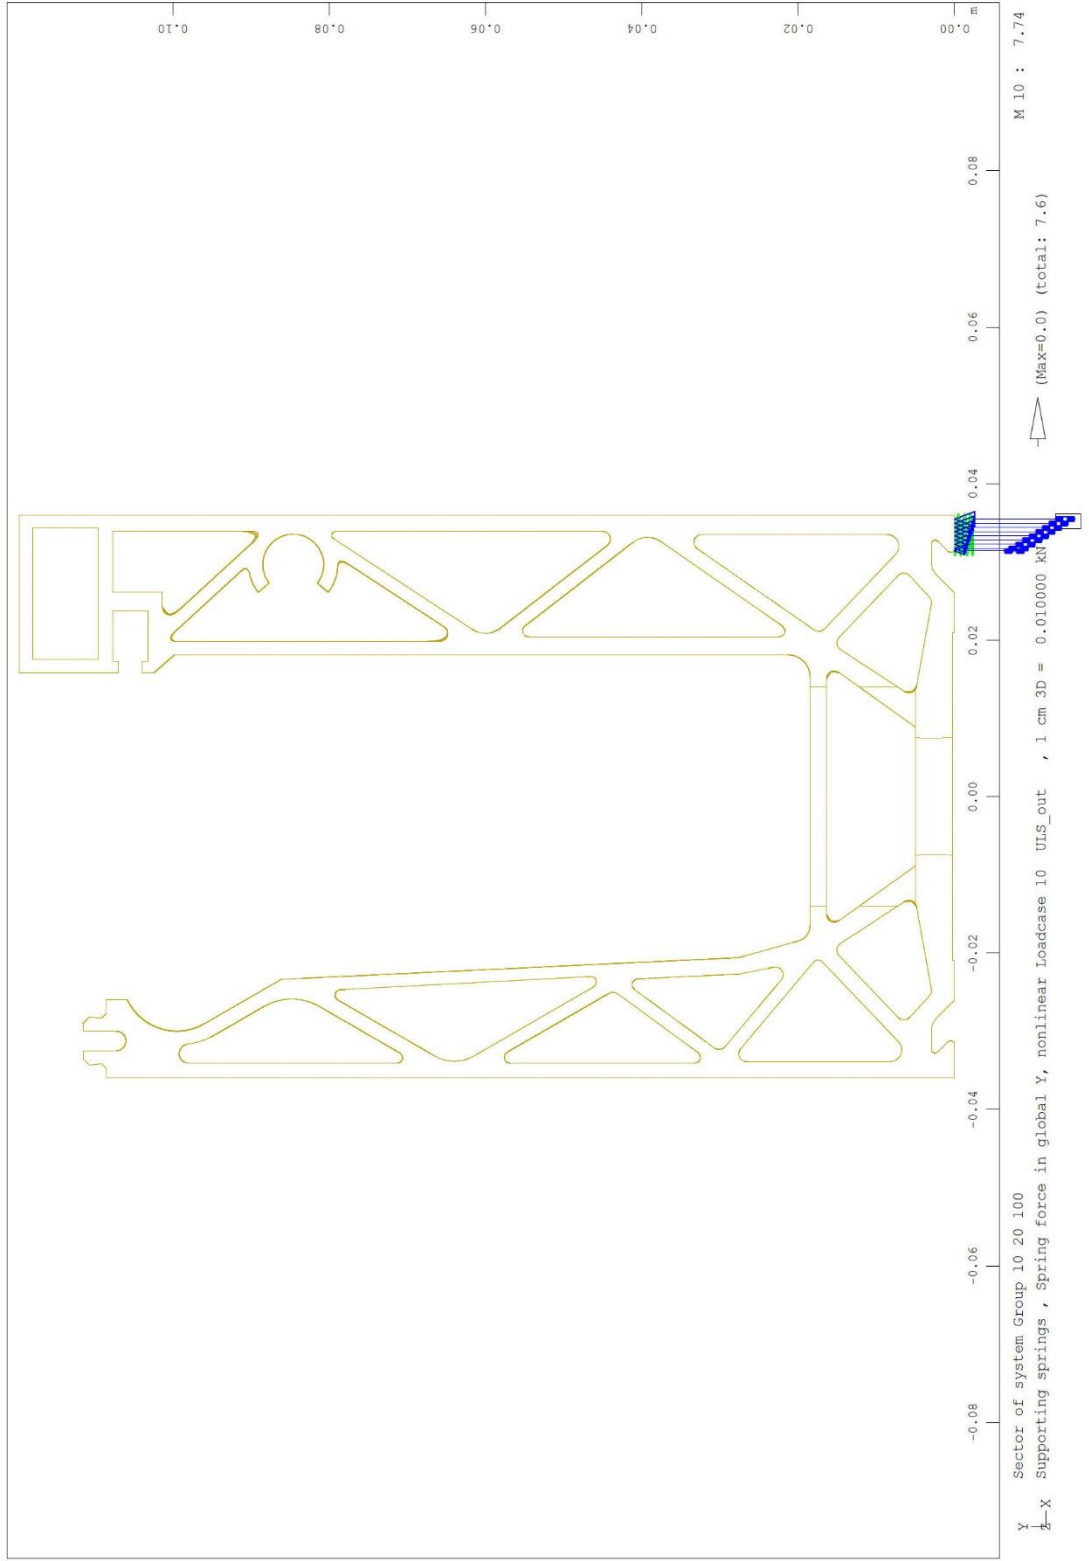 0.10
0.08
0.06
0.04
0.02
0.00
m
-0.08
-0.06
-0.04
-0.02
0.00
0.02
0.04
0.06
0.08
Y
Z X
Sector of system Group 10 20 100
M 10 : 7.74
Supporting springs , Spring force in global Y, nonlinear Loadcase 10 ULS_out , 1 cm 3D = 0.010000 kN (Max=0.0) (total: 7.6)